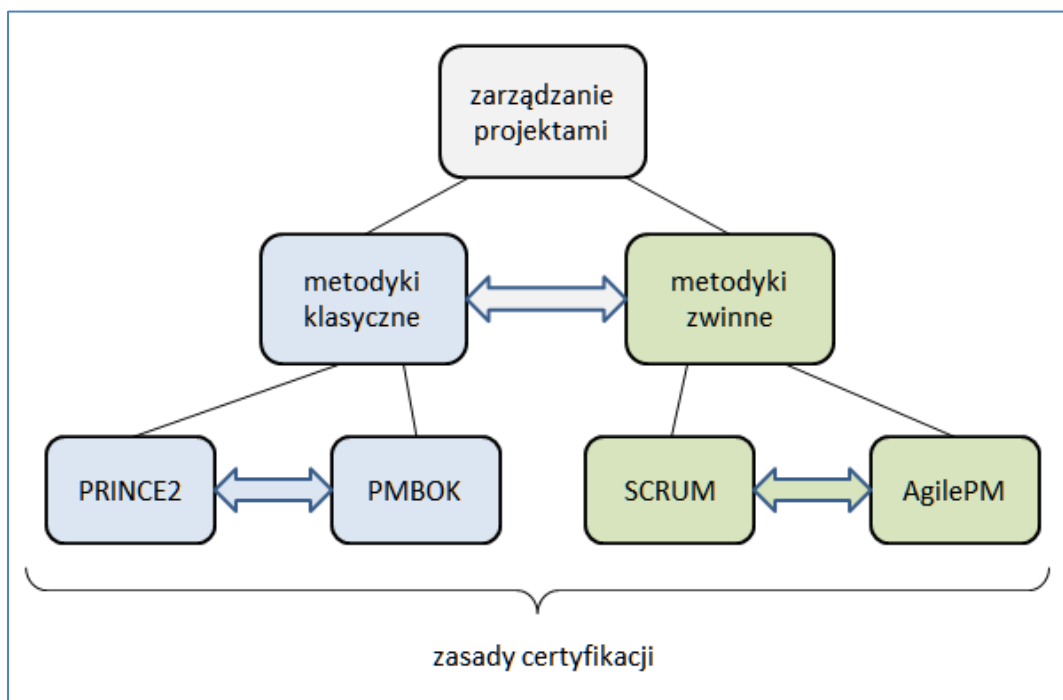 zarządzanie
projektami
metodyki
klasyczne
metodyki
zwinne
PRINCE2
PMBOK
SCRUM
AgilePM
zasady certyfikacji